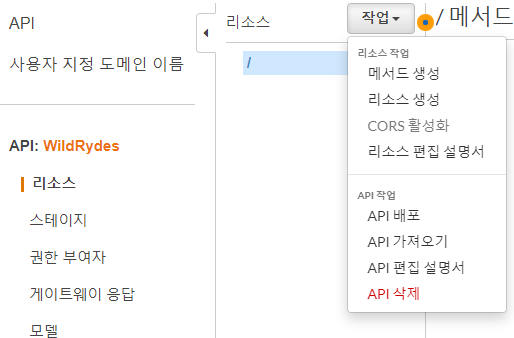 API
사용자 지정 도메인 이름
API: WildRydes
리소스
스테이지
권한 부여자
게이트웨이 응답
모델
리소스
작업
/ 메서드
/
리소스 작업
메서드 생성
리소스 생성
CORS 활성화
리소스 편집 설명서
API 작업
API 배포
API 가져오기
API 편집 설명서
API 삭제